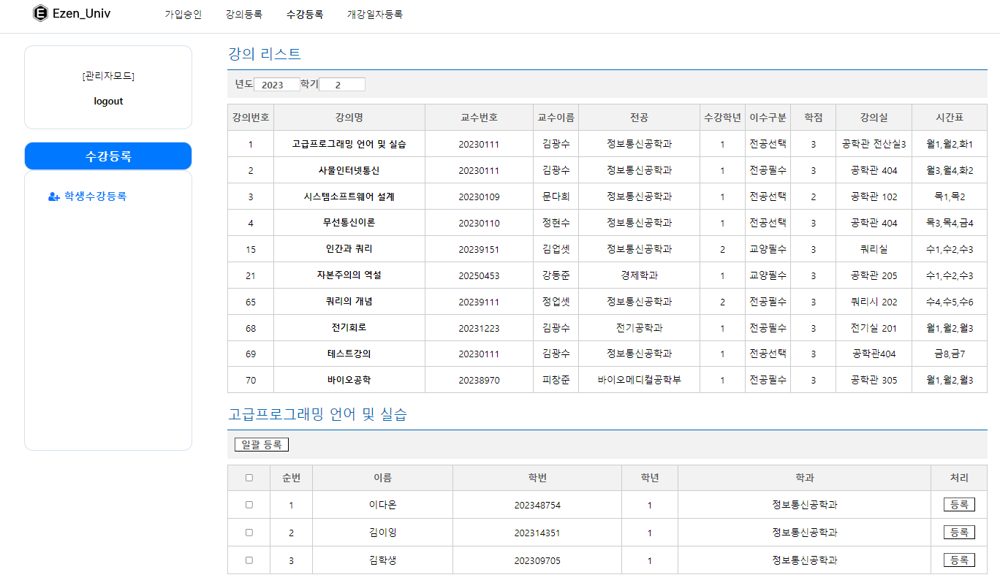 Ezen_Univ 가입승인 강의등록 수강등록 개강일자등록
[관리자모드]
logout
수강등록
학생수강등록
강의 리스트
년도 2023 학기 2
강의번호 강의명 교수번호 교수이름 전공 수강학년 이수구분 학점 강의실 시간표
1 고급프로그래밍 언어 및 실습 20230111 김광수 정보통신공학과 1 전공선택 3 공학관 전산실3 월1,월2,화1
2 사물인터넷통신 20230111 김광수 정보통신공학과 1 전공필수 3 공학관 404 월3,월4,화2
3 시스템소프트웨어 설계 20230109 문다희 정보통신공학과 1 전공선택 2 공학관 102 목1,목2
4 무선통신이론 20230110 정현수 정보통신공학과 1 전공선택 3 공학관 404 목3,목4,금4
15 인간과 쿼리 20239151 김업셋 정보통신공학과 2 교양필수 3 쿼리실 수1,수2,수3
21 자본주의의 역설 20250453 강동준 경제학과 1 교양필수 3 공학관 205 수1,수2,수3
65 쿼리의 개념 20239111 정업셋 정보통신공학과 2 전공필수 3 쿼리시 202 수4,수5,수6
68 전기회로 20231223 김광수 전기공학과 1 전공필수 3 전기실 201 월1,월2,월3
69 테스트강의 20230111 김광수 정보통신공학과 1 전공선택 3 공학관404 금8,금7
70 바이오공학 20238970 피창준 바이오메디컬공학부 1 전공필수 3 공학관 305 월1,월2,월3
고급프로그래밍 언어 및 실습
일괄 등록
순번 이름 학번 학년 학과 처리
1 이다온 202348754 1 정보통신공학과 등록
2 김이잉 202314351 1 정보통신공학과 등록
3 김학생 202309705 1 정보통신공학과 등록